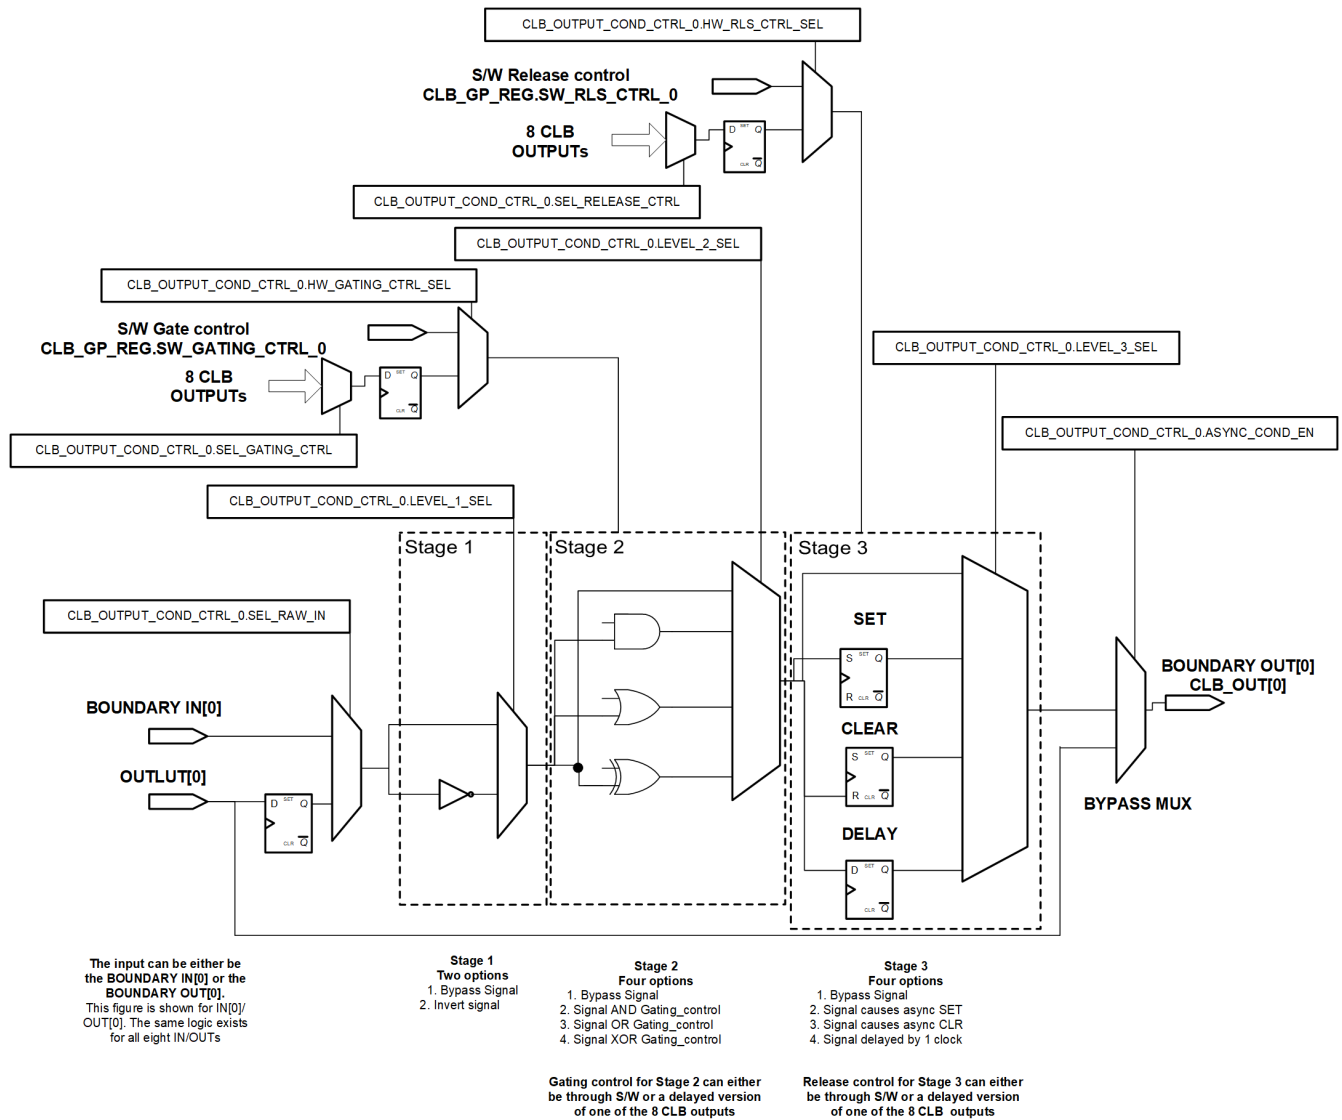 CLB_OUTPUT_COND_CTRL_0.HW_RLS_CTRL_SEL
S/W Release control
CLB_GP_REG.SW_RLS_CTRL_0
8 CLB
OUTPUTs
D SET Q
CLR Q
CLB_OUTPUT_COND_CTRL_0.SEL_RELEASE_CTRL
CLB_OUTPUT_COND_CTRL_0.LEVEL_2_SEL
CLB_OUTPUT_COND_CTRL_0.HW_GATING_CTRL_SEL
S/W Gate control
CLB_GP_REG.SW_GATING_CTRL_0
8 CLB
OUTPUTs
D SET Q
CLR Q
CLB_OUTPUT_COND_CTRL_0.LEVEL_3_SEL
CLB_OUTPUT_COND_CTRL_0.ASYNC_COND_EN
CLB_OUTPUT_COND_CTRL_0.SEL_GATING_CTRL
CLB_OUTPUT_COND_CTRL_0.LEVEL_1_SEL
Stage 1
Stage 2
Stage 3
CLB_OUTPUT_COND_CTRL_0.SEL_RAW_IN
SET
S SET Q
R CLR Q
BOUNDARY OUT[0]
CLB_OUT[0]
BOUNDARY IN[0]
CLEAR
S SET Q
R CLR Q
OUTLUT[0]
D SET Q
CLR Q
BYPASS MUX
DELAY
D SET Q
CLR Q
The input can be either be
the BOUNDARY IN[0] or the
BOUNDARY OUT[0].
This figure is shown for IN[0]/
OUT[0]. The same logic exists
for all eight IN/OUTs
Stage 1
Two options
1. Bypass Signal
2. Invert signal
Stage 2
Four options
1. Bypass Signal
2. Signal AND Gating_control
3. Signal OR Gating_control
4. Signal XOR Gating_control
Gating control for Stage 2 can either
be through S/W or a delayed version
of one of the 8 CLB outputs
Stage 3
Four options
1. Bypass Signal
2. Signal causes async SET
3. Signal causes async CLR
4. Signal delayed by 1 clock
Release control for Stage 3 can either
be through S/W or a delayed version
of one of the 8 CLB outputs